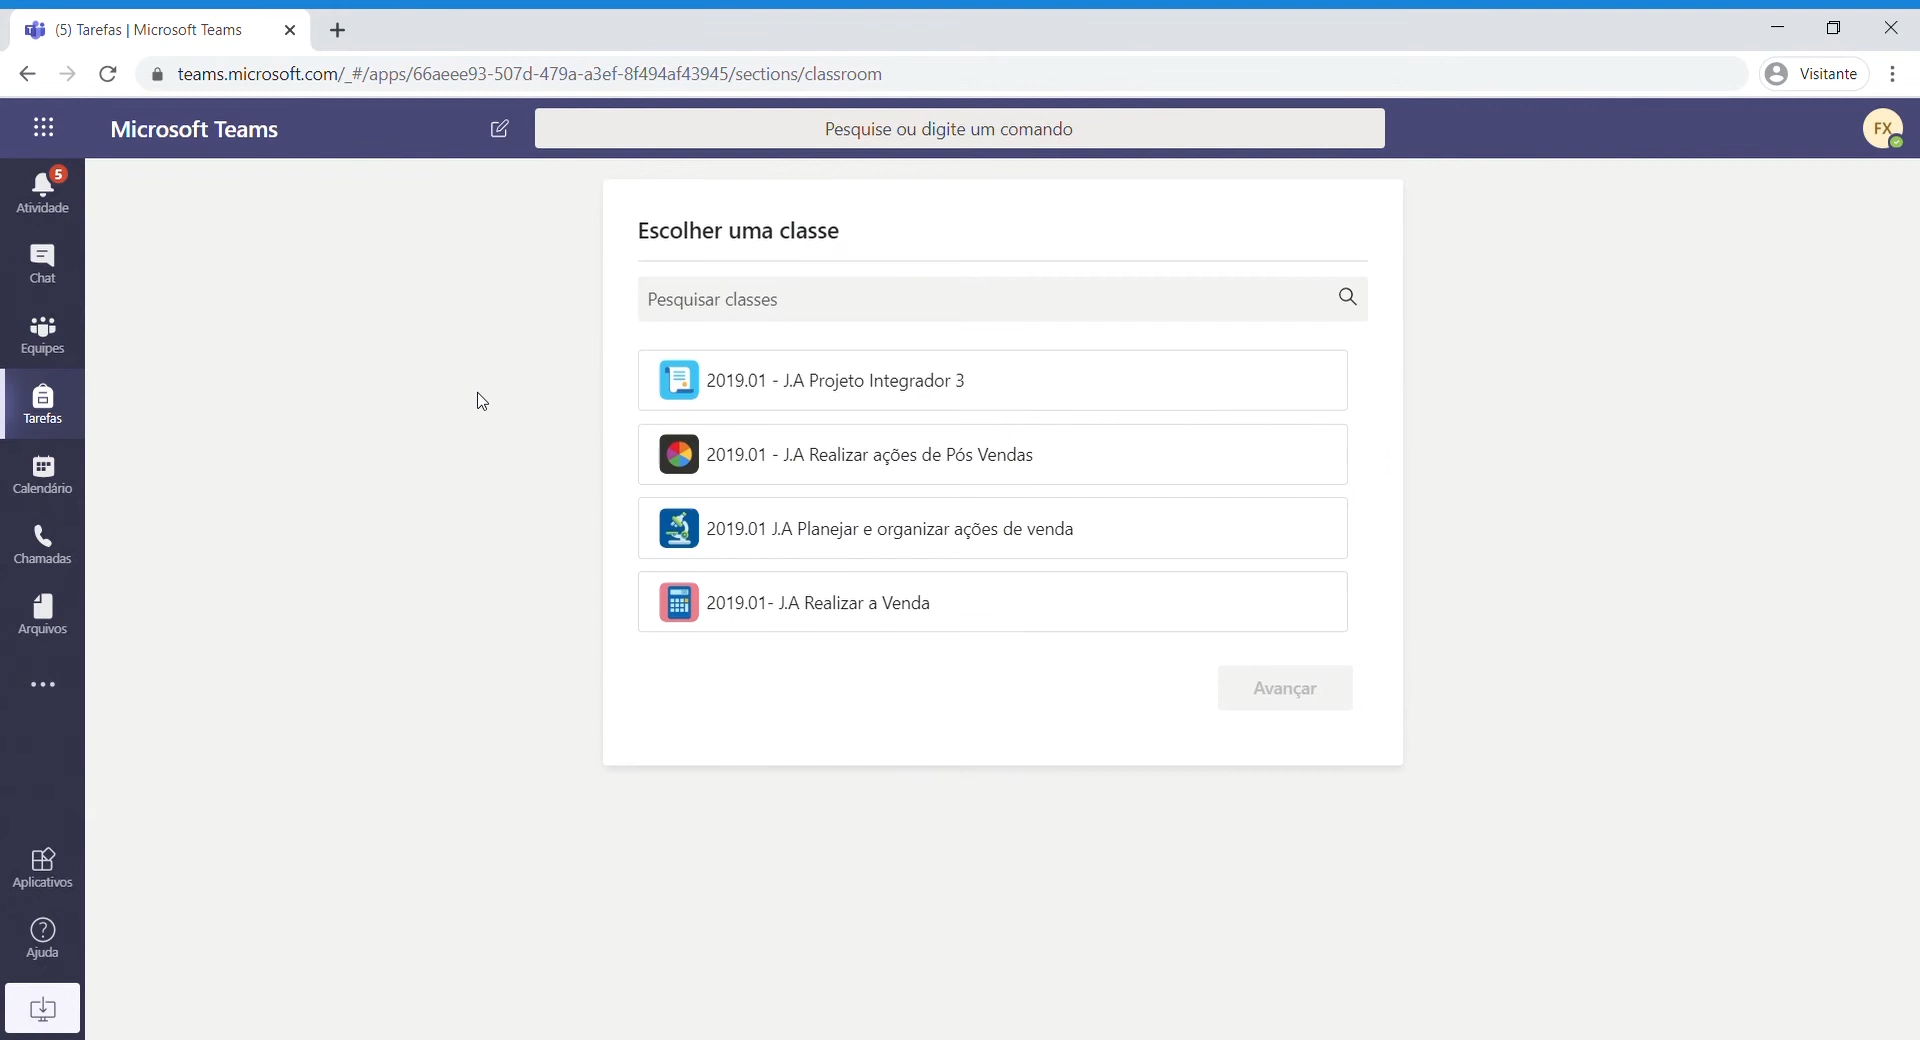 (5) Tarefas | Microsoft Teams
teams.microsoft.com/_#/apps/66aeee93-507d-479a-a3ef-8f494af43945/sections/classroom
Visitante
Microsoft Teams
Pesquise ou digite um comando
FX
5
Atividade
Chat
Equipes
Tarefas
Calendário
Chamadas
Arquivos
Aplicativos
Ajuda
Escolher uma classe
Pesquisar classes
2019.01 - J.A Projeto Integrador 3
2019.01 - J.A Realizar ações de Pós Vendas
2019.01 J.A Planejar e organizar ações de venda
2019.01- J.A Realizar a Venda
Avançar